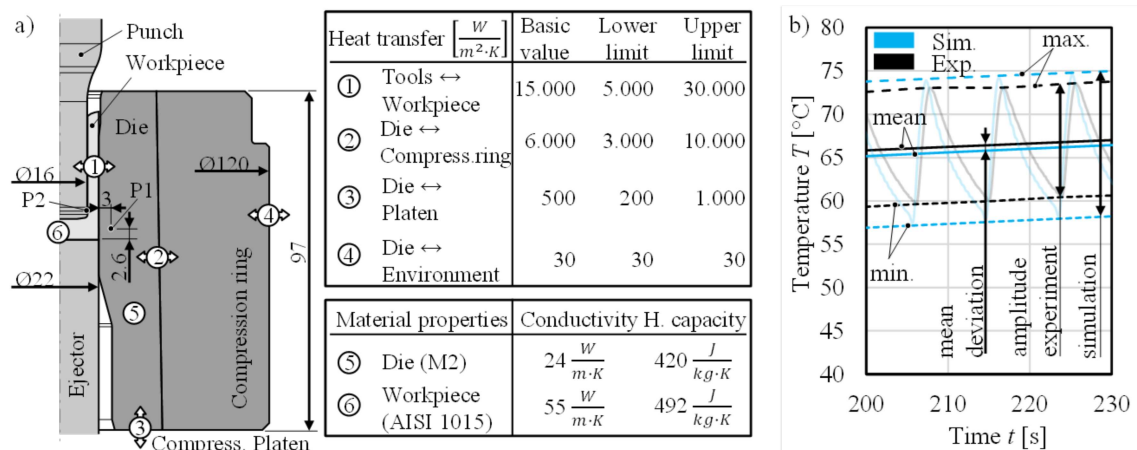 a)
Punch
Workpiece
Die
Ø16
P2
3
P1
Ø120
2.6
97
Ø22
Ejector
Compression ring
Compress. Platen
1
2
3
4
5
6
Heat transfer [W/m²·K] Basic value Lower limit Upper limit
1 Tools ↔ Workpiece 15.000 5.000 30.000
2 Die ↔ Compress.ring 6.000 3.000 10.000
3 Die ↔ Platen 500 200 1.000
4 Die ↔ Environment 30 30 30
Material properties Conductivity H. capacity
5 Die (M2) 24 W/m·K 420 J/kg·K
6 Workpiece (AISI 1015) 55 W/m·K 492 J/kg·K
b)
Sim.
Exp.
max.
mean
min.
mean deviation
amplitude experiment
simulation
Temperature T [°C]
80
75
70
65
60
55
50
45
40
200 210 220 230
Time t [s]